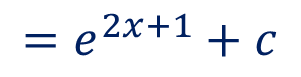 = e^{2x+1} + c